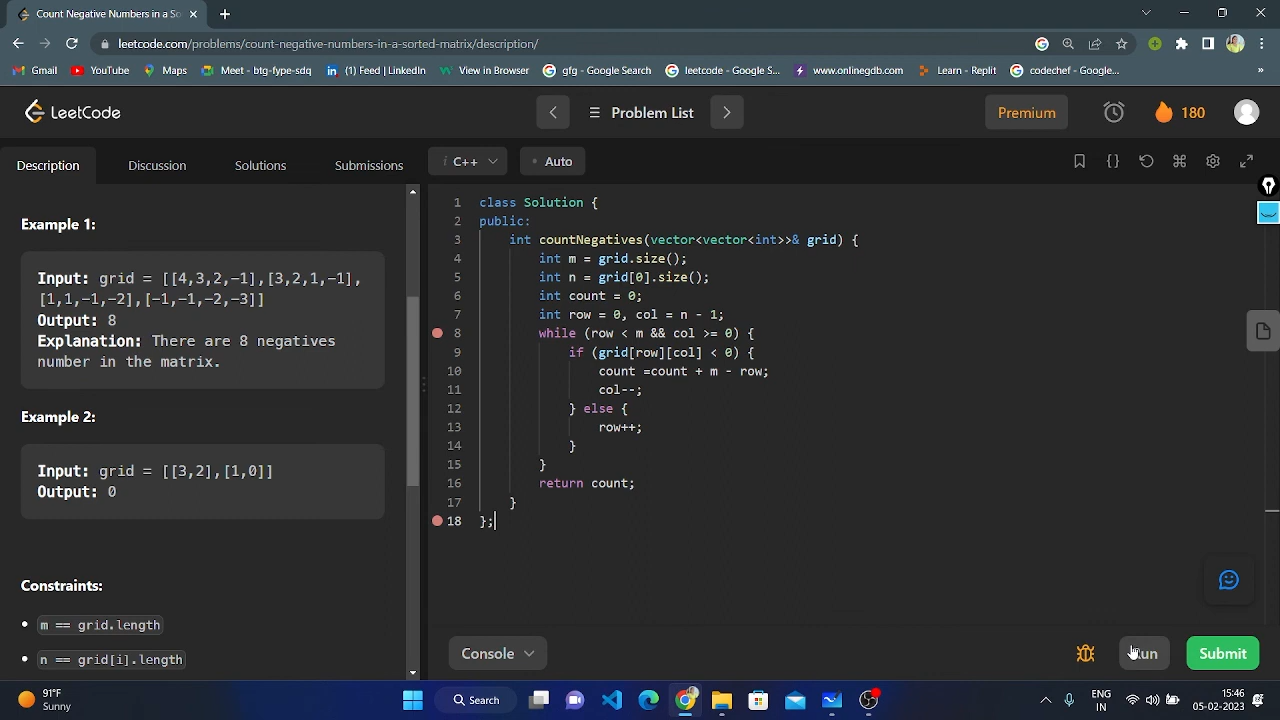 Count Negative Numbers in a So
leetcode.com/problems/count-negative-numbers-in-a-sorted-matrix/description/
Gmail YouTube Maps Meet - btg-fype-sdq (1) Feed | LinkedIn View in Browser gfg - Google Search leetcode - Google S... www.onlinegdb.com Learn - Replit codechef - Google... »
LeetCode Problem List Premium 180
Description Discussion Solutions Submissions i C++ Auto
Example 1:
Input: grid = [[4,3,2,−1],[3,2,1,−1],
[1,1,−1,−2],[−1,−1,−2,−3]]
Output: 8
Explanation: There are 8 negatives
number in the matrix.
Example 2:
Input: grid = [[3,2],[1,0]]
Output: 0
Constraints:
m == grid.length
n == grid[i].length
1 class Solution {
2 public:
3 int countNegatives(vector<vector<int>>& grid) {
4 int m = grid.size();
5 int n = grid[0].size();
6 int count = 0;
7 int row = 0, col = n - 1;
8 while (row < m && col >= 0) {
9 if (grid[row][col] < 0) {
10 count =count + m - row;
11 col--;
12 } else {
13 row++;
14 }
15 }
16 return count;
17 }
18 };
Console Run Submit
91°F
Sunny
Search
ENG
IN
15:46
05-02-2023